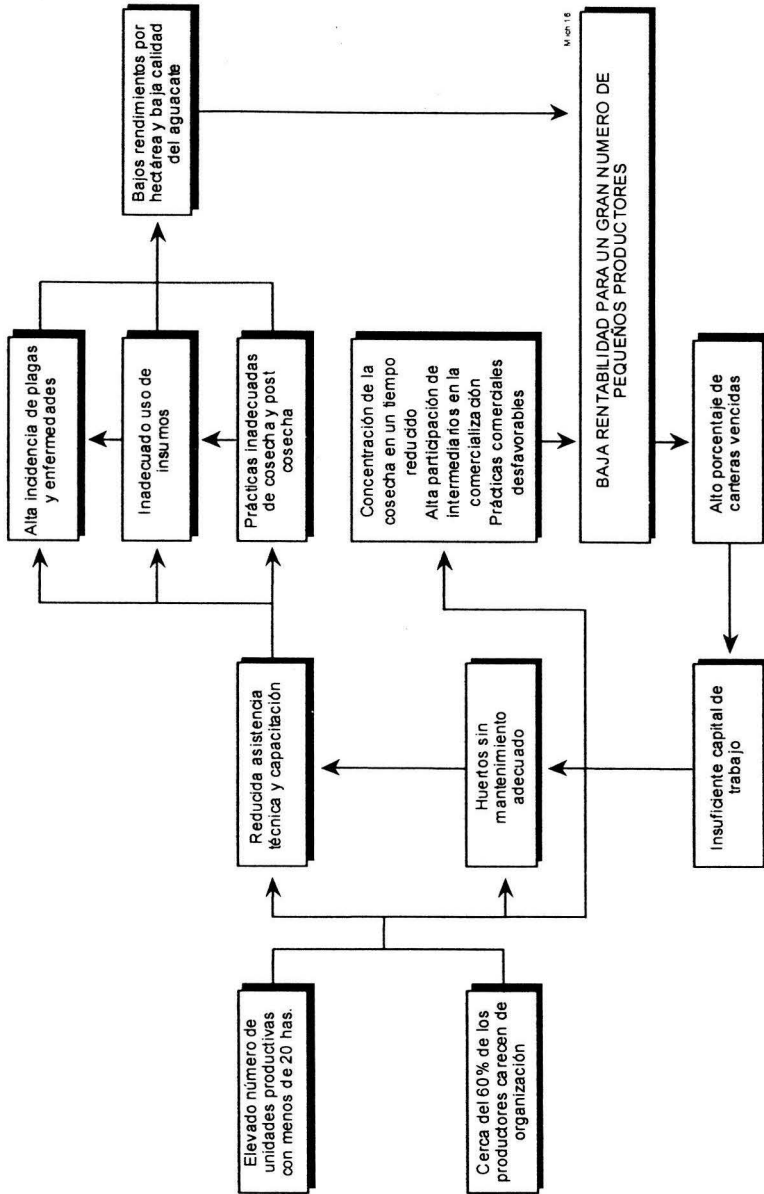 Elevado número de
unidades productivas
con menos de 20 has.
Cerca del 60% de los
productores carecen de
organización
Reducida asistencia
técnica y capacitación
Huertos sin
mantenimiento
adecuado
Insuficiente capital de
trabajo
Alta incidencia de plagas
y enfermedades
Inadecuado uso de
insumos
Prácticas inadecuadas
de cosecha y post
cosecha
Concentración de la
cosecha en un tiempo
reducido
Alta participación de
intermediarios en la
comercialización
Prácticas comerciales
desfavorables
Bajos rendimientos por
hectárea y baja calidad
del aguacate
BAJA RENTABILIDAD PARA UN GRAN NUMERO DE
PEQUEÑOS PRODUCTORES
Alto porcentaje de
carteras vencidas
Mich 16